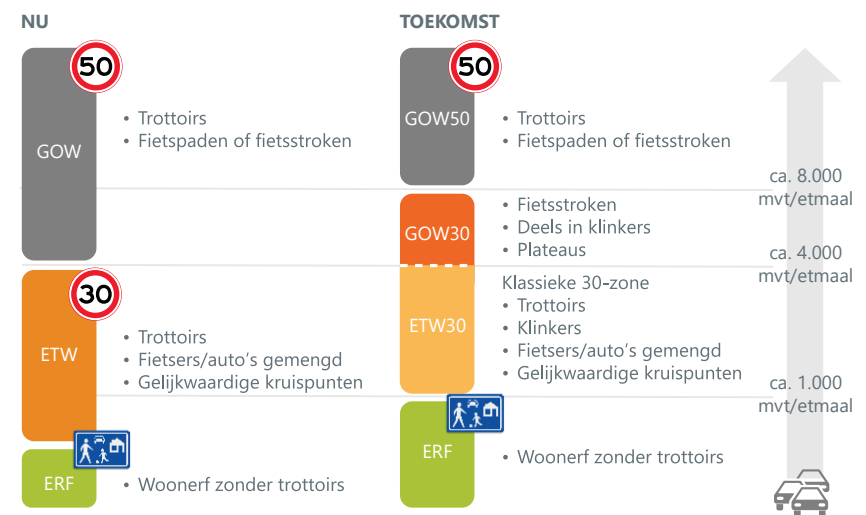 NU
50
GOW
• Trottoirs
• Fietspaden of fietsstroken
30
ETW
• Trottoirs
• Fietsers/auto's gemengd
• Gelijkwaardige kruispunten
ERF
• Woonerf zonder trottoirs
TOEKOMST
50
GOW50
• Trottoirs
• Fietspaden of fietsstroken
GOW30
• Fietsstroken
• Deels in klinkers
• Plateaus
ETW30
Klassieke 30-zone
• Trottoirs
• Klinkers
• Fietsers/auto's gemengd
• Gelijkwaardige kruispunten
ERF
• Woonerf zonder trottoirs
ca. 8.000
mvt/etmaal
ca. 4.000
mvt/etmaal
ca. 1.000
mvt/etmaal